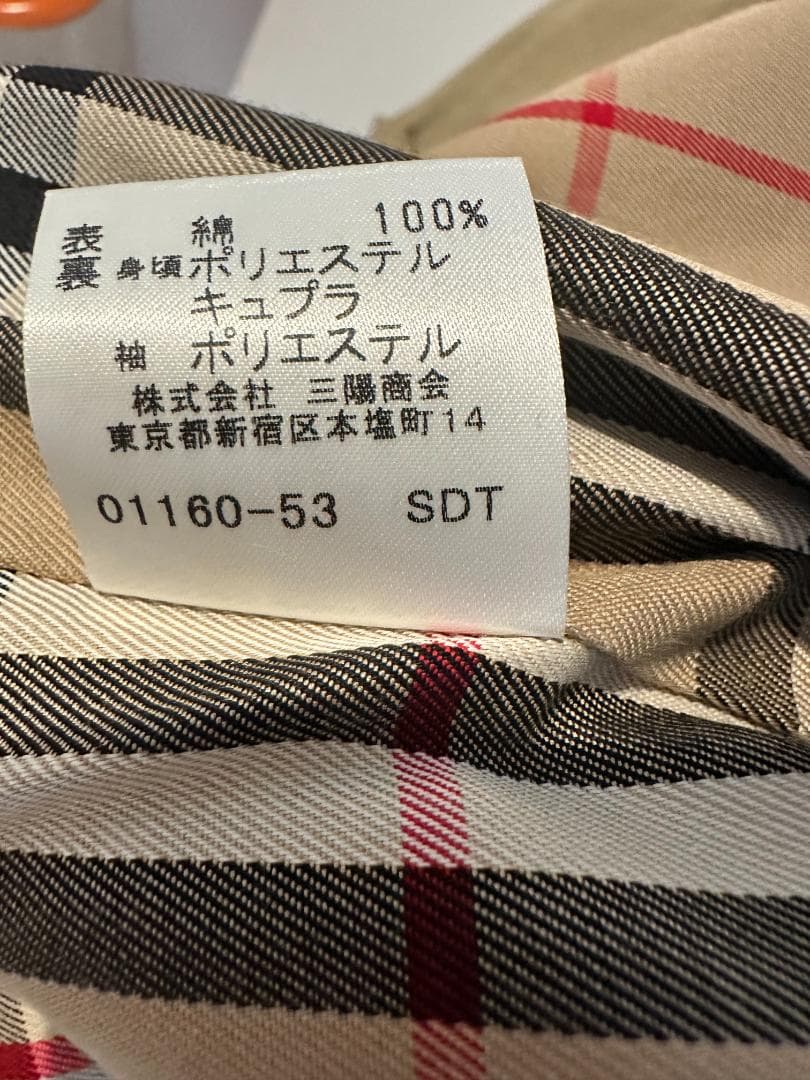 表 綿 100%
裏 身頃 ポリエステル
キュプラ
袖 ポリエステル
株式会社 三陽商会
東京都新宿区本塩町14
01160-53 SDT